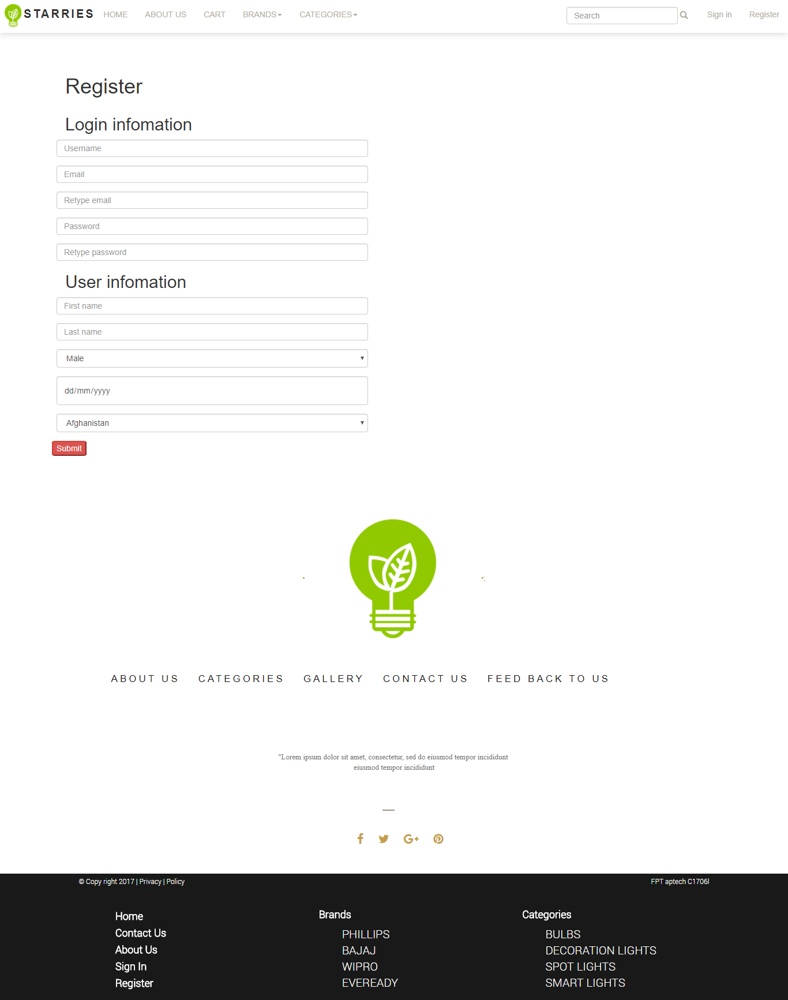 STARRIES HOME ABOUT US CART BRANDS CATEGORIES Search Sign in Register
Register
Login infomation
Username
Email
Retype email
Password
Retype password
User infomation
First name
Last name
Male
dd/mm/yyyy
Afghanistan
Submit
;
ABOUT US CATEGORIES GALLERY CONTACT US FEED BACK TO US
"Lorem ipsum dolor sit amet, consectetur, sed do eiusmod tempor incididunt
eiusmod tempor incididunt
© Copy right 2017 | Privacy | Policy FPT aptech C1706l
Home
Contact Us
About Us
Sign In
Register
Brands
PHILLIPS
BAJAJ
WIPRO
EVEREADY
Categories
BULBS
DECORATION LIGHTS
SPOT LIGHTS
SMART LIGHTS